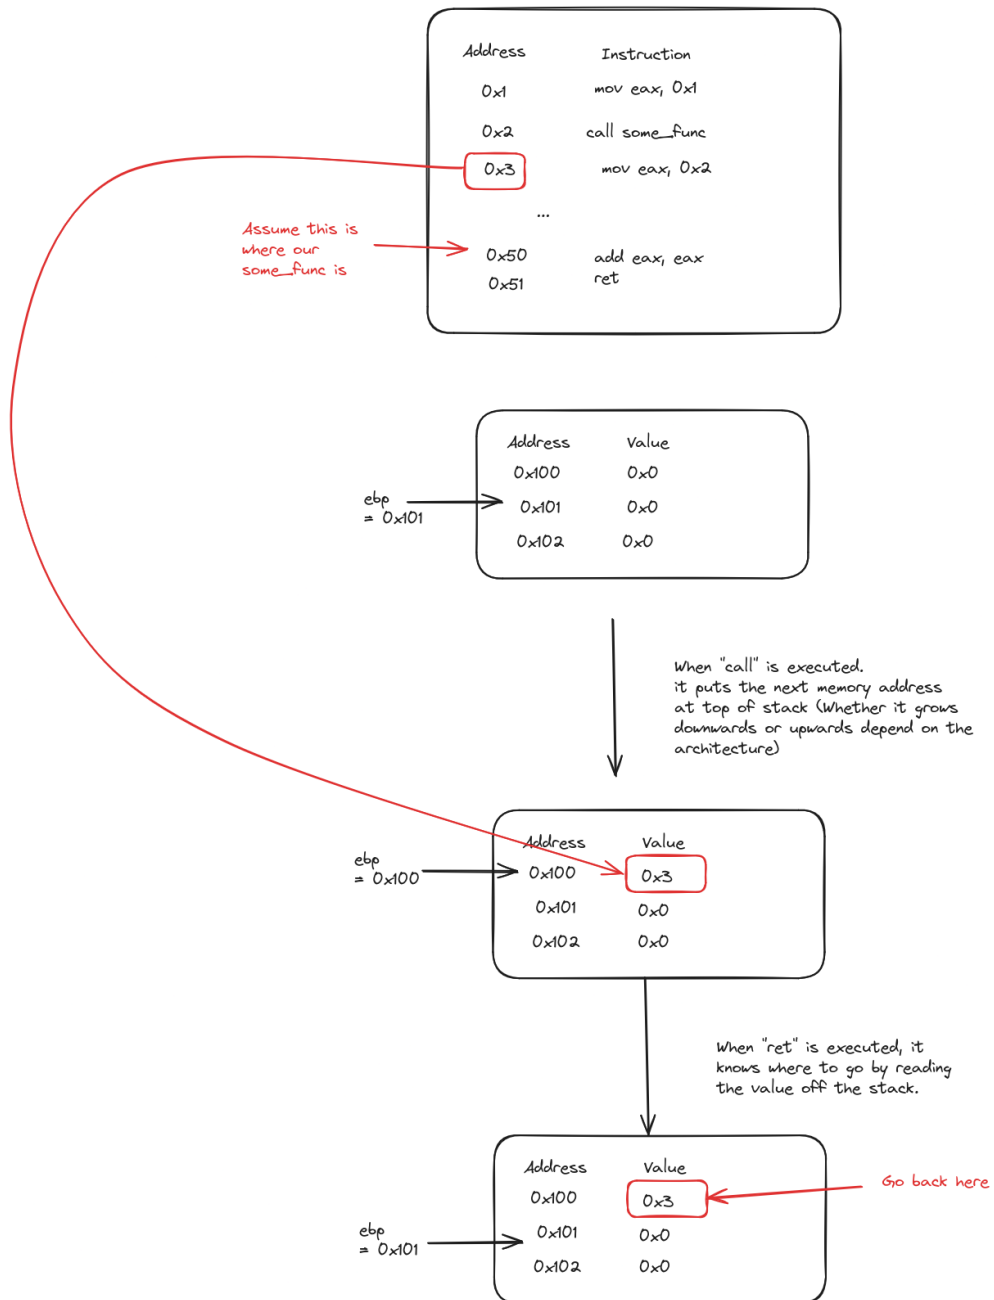 Address Instruction
0x1 mov eax, 0x1
0x2 call some_func
0x3 mov eax, 0x2
...
Assume this is
where our
some_func is
0x50 add eax, eax
0x51 ret
Address Value
0x100 0x0
ebp
= 0x101
0x101 0x0
0x102 0x0
When "call" is executed.
it puts the next memory address
at top of stack (Whether it grows
downwards or upwards depend on the
architecture)
Address Value
ebp
= 0x100
0x100 0x3
0x101 0x0
0x102 0x0
When "ret" is executed, it
knows where to go by reading
the value off the stack.
Address Value
0x100 0x3
Go back here
ebp
= 0x101
0x101 0x0
0x102 0x0